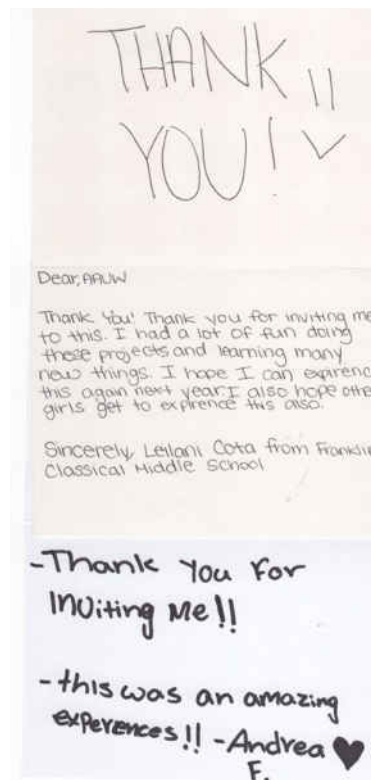 THANK
YOU!
Dear, AAUW
Thank You! Thank you for inviting me
to this. I had a lot of fun doing
these projects and learning many
new things. I hope I can exparenc
this again next year. I also hope othe
girls get to expirence this also.
Sincerely, Leilani Cota from Franklin
Classical Middle School
-Thank You For
Inviting Me!!
-this was an amazing
experences!! -Andrea ♥
F.